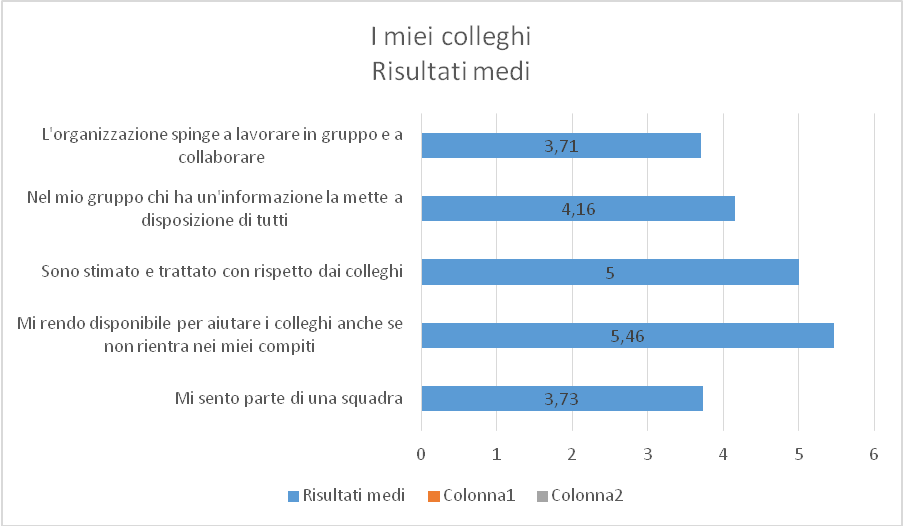 I miei colleghi
Risultati medi
L'organizzazione spinge a lavorare in gruppo e a
collaborare
3,71
Nel mio gruppo chi ha un'informazione la mette a
disposizione di tutti
4,16
Sono stimato e trattato con rispetto dai colleghi
5
Mi rendo disponibile per aiutare i colleghi anche se
non rientra nei miei compiti
5,46
Mi sento parte di una squadra
3,73
0 1 2 3 4 5 6
Risultati medi Colonna1 Colonna2